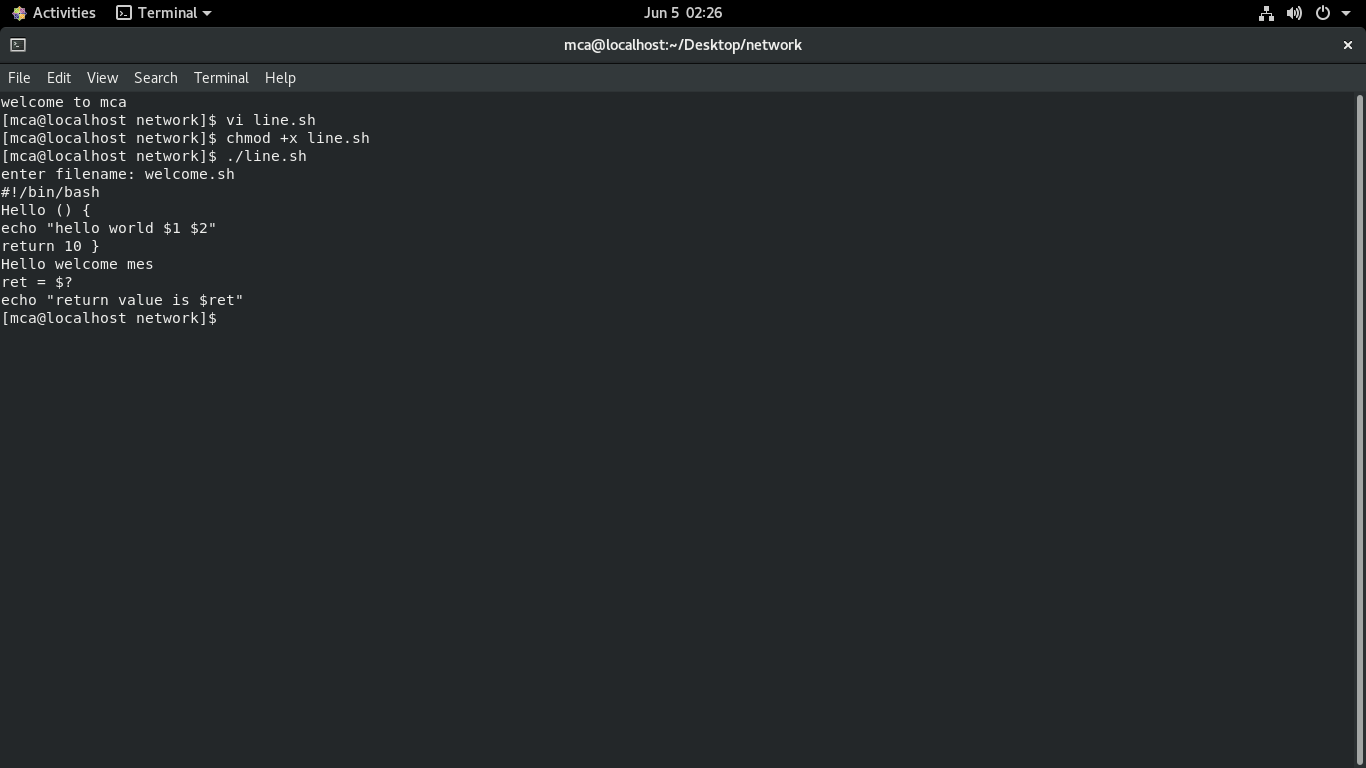 Activities Terminal Jun 5 02:26
mca@localhost:~/Desktop/network ×
File Edit View Search Terminal Help
welcome to mca
[mca@localhost network]$ vi line.sh
[mca@localhost network]$ chmod +x line.sh
[mca@localhost network]$ ./line.sh
enter filename: welcome.sh
#!/bin/bash
Hello () {
echo "hello world $1 $2"
return 10 }
Hello welcome mes
ret = $?
echo "return value is $ret"
[mca@localhost network]$